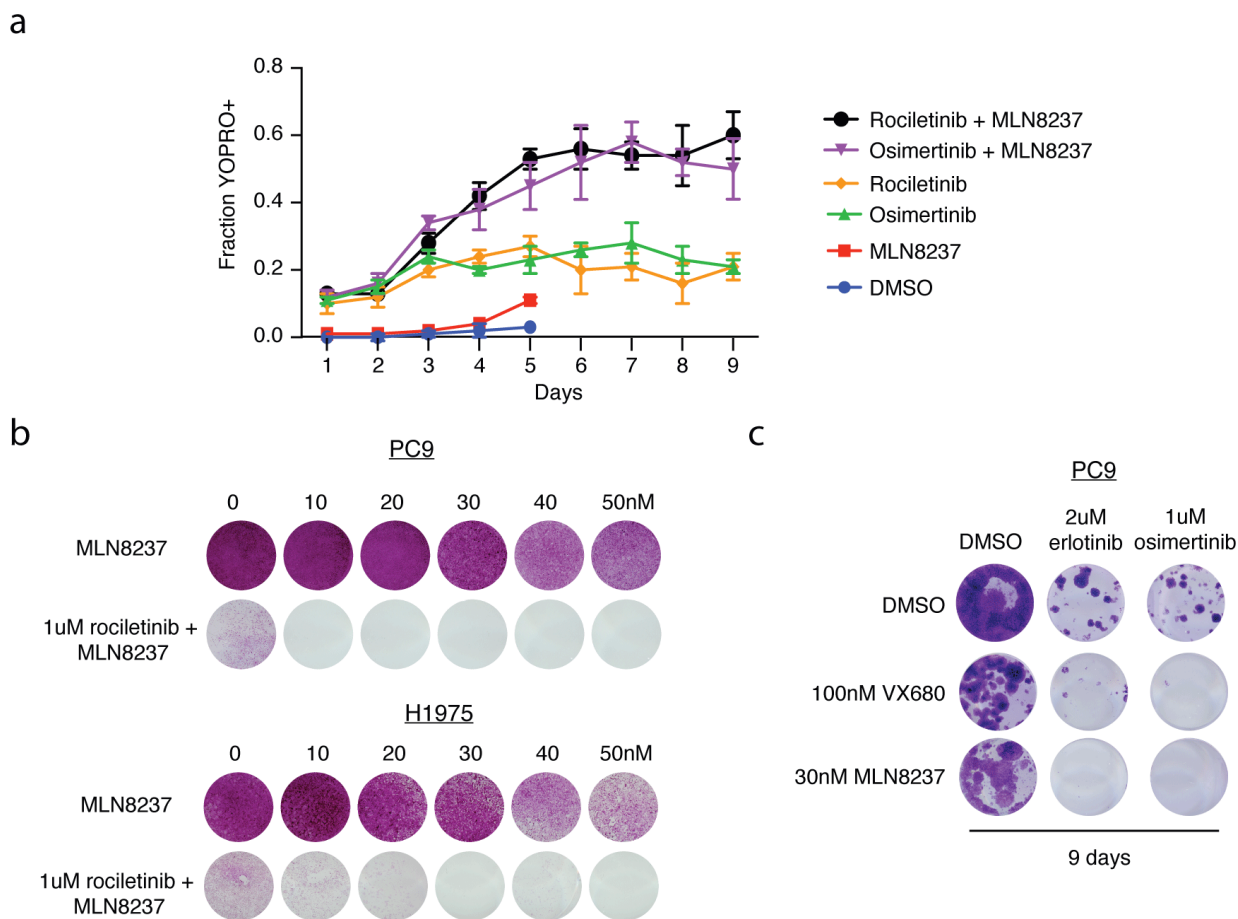 a
0.8
0.6
0.4
0.2
0.0
Fraction YOPRO+
1 2 3 4 5 6 7 8 9
Days
Rociletinib + MLN8237
Osimertinib + MLN8237
Rociletinib
Osimertinib
MLN8237
DMSO
b
PC9
0 10 20 30 40 50nM
MLN8237
1uM rociletinib +
MLN8237
H1975
0 10 20 30 40 50nM
MLN8237
1uM rociletinib +
MLN8237
c
PC9
DMSO
2uM
erlotinib
1uM
osimertinib
DMSO
100nM VX680
30nM MLN8237
9 days